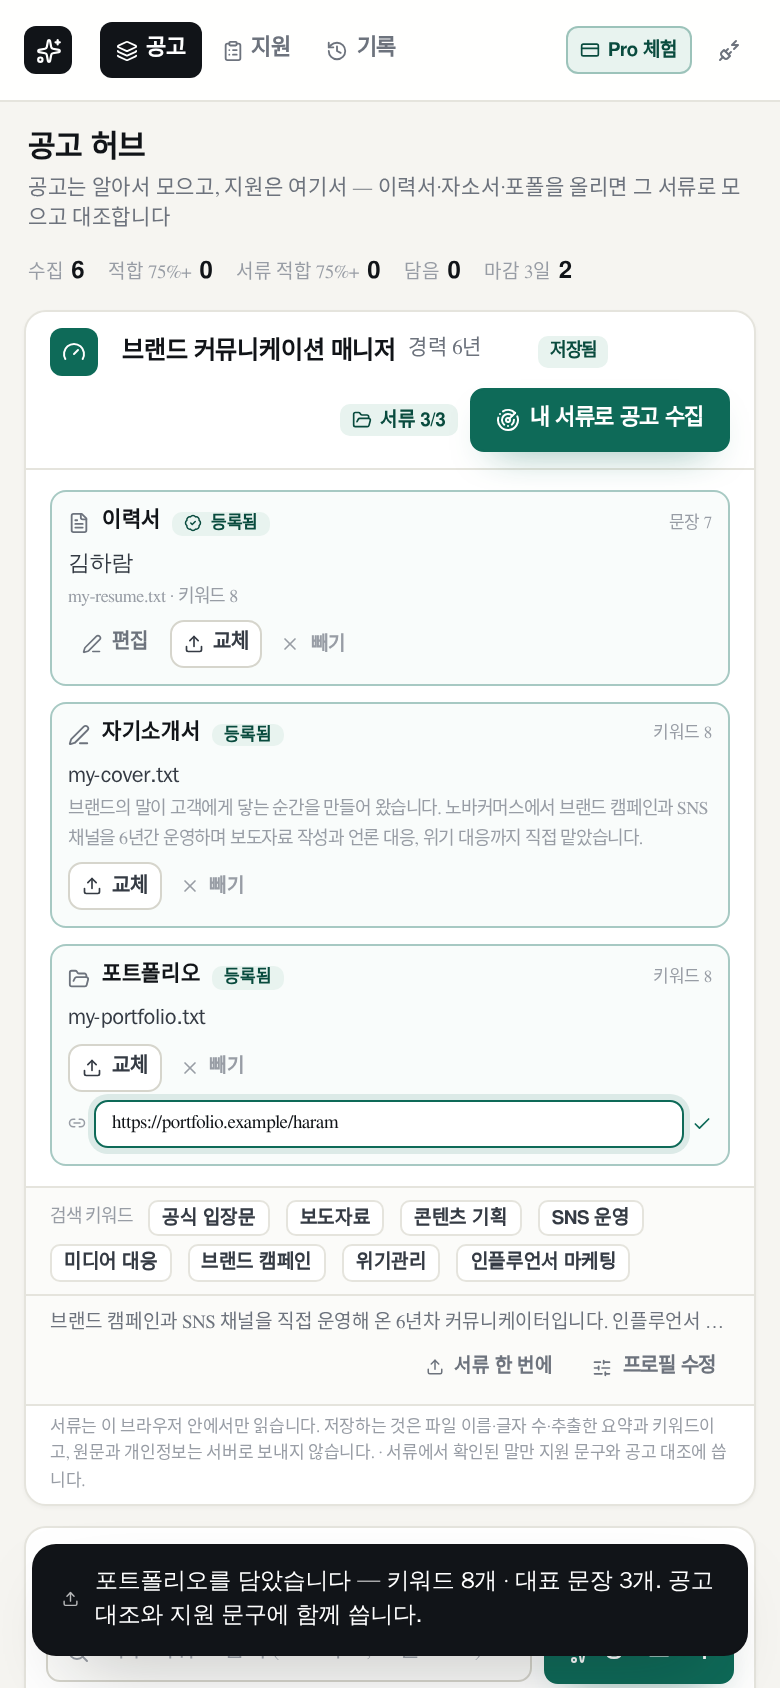 공고
지원
기록
Pro 체험
공고 허브
공고는 알아서 모으고, 지원은 여기서 — 이력서·자소서·포폴을 올리면 그 서류로 모
으고 대조합니다
수집 6 적합 75%+ 0 서류 적합 75%+ 0 담음 0 마감 3일 2
브랜드 커뮤니케이션 매니저 경력 6년 저장됨
서류 3/3 내 서류로 공고 수집
이력서 등록됨 문장 7
김하람
my-resume.txt · 키워드 8
편집 교체 빼기
자기소개서 등록됨 키워드 8
my-cover.txt
브랜드의 말이 고객에게 닿는 순간을 만들어 왔습니다. 노바커머스에서 브랜드 캠페인과 SNS
채널을 6년간 운영하며 보도자료 작성과 언론 대응, 위기 대응까지 직접 맡았습니다.
교체 빼기
포트폴리오 등록됨 키워드 8
my-portfolio.txt
교체 빼기
https://portfolio.example/haram
검색 키워드 공식 입장문 보도자료 콘텐츠 기획 SNS 운영
미디어 대응 브랜드 캠페인 위기관리 인플루언서 마케팅
브랜드 캠페인과 SNS 채널을 직접 운영해 온 6년차 커뮤니케이터입니다. 인플루언서 …
서류 한 번에 프로필 수정
서류는 이 브라우저 안에서만 읽습니다. 저장하는 것은 파일 이름·글자 수·추출한 요약과 키워드이
고, 원문과 개인정보는 서버로 보내지 않습니다. · 서류에서 확인된 말만 지원 문구와 공고 대조에 씁
니다.
포트폴리오를 담았습니다 — 키워드 8개 · 대표 문장 3개. 공고
대조와 지원 문구에 함께 씁니다.